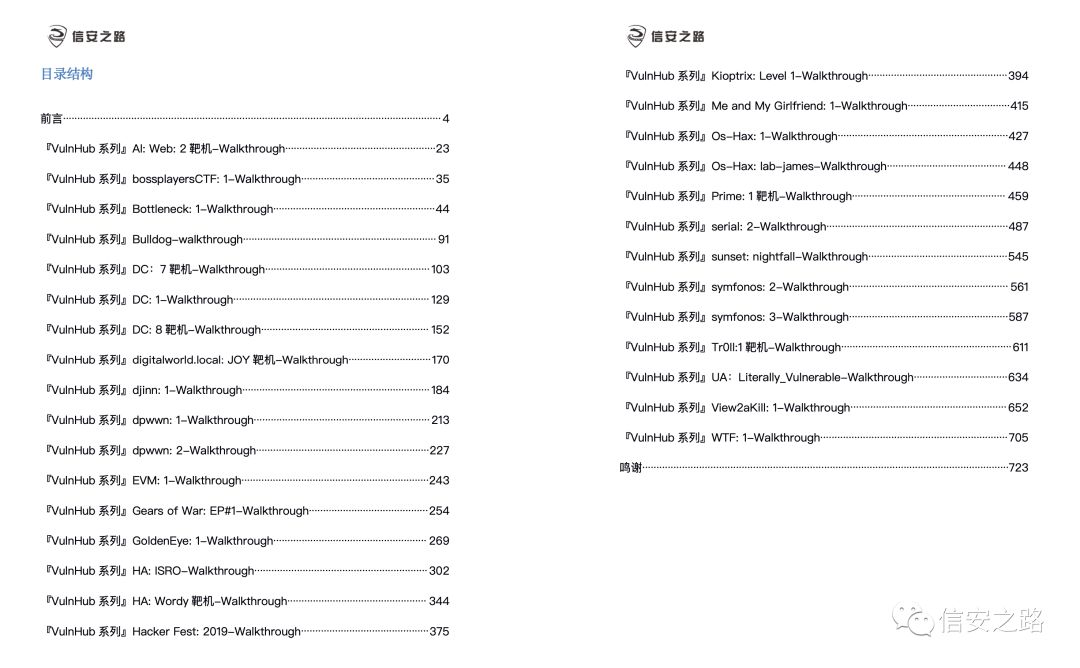 信安之路
目录结构
前言 4
『VulnHub 系列』AI: Web: 2 靶机-Walkthrough 23
『VulnHub 系列』bossplayersCTF: 1-Walkthrough 35
『VulnHub 系列』Bottleneck: 1-Walkthrough 44
『VulnHub 系列』Bulldog-walkthrough 91
『VulnHub 系列』DC：7 靶机-Walkthrough 103
『VulnHub 系列』DC: 1-Walkthrough 129
『VulnHub 系列』DC: 8 靶机-Walkthrough 152
『VulnHub 系列』digitalworld.local: JOY 靶机-Walkthrough 170
『VulnHub 系列』djinn: 1-Walkthrough 184
『VulnHub 系列』dpwwn: 1-Walkthrough 213
『VulnHub 系列』dpwwn: 2-Walkthrough 227
『VulnHub 系列』EVM: 1-Walkthrough 243
『VulnHub 系列』Gears of War: EP#1-Walkthrough 254
『VulnHub 系列』GoldenEye: 1-Walkthrough 269
『VulnHub 系列』HA: ISRO-Walkthrough 302
『VulnHub 系列』HA: Wordy 靶机-Walkthrough 344
『VulnHub 系列』Hacker Fest: 2019-Walkthrough 375
信安之路
『VulnHub 系列』Kioptrix: Level 1-Walkthrough 394
『VulnHub 系列』Me and My Girlfriend: 1-Walkthrough 415
『VulnHub 系列』Os-Hax: 1-Walkthrough 427
『VulnHub 系列』Os-Hax: lab-james-Walkthrough 448
『VulnHub 系列』Prime: 1 靶机-Walkthrough 459
『VulnHub 系列』serial: 2-Walkthrough 487
『VulnHub 系列』sunset: nightfall-Walkthrough 545
『VulnHub 系列』symfonos: 2-Walkthrough 561
『VulnHub 系列』symfonos: 3-Walkthrough 587
『VulnHub 系列』Tr0ll:1 靶机-Walkthrough 611
『VulnHub 系列』UA：Literally_Vulnerable-Walkthrough 634
『VulnHub 系列』View2aKill: 1-Walkthrough 652
『VulnHub 系列』WTF: 1-Walkthrough 705
鸣谢 723
信安之路